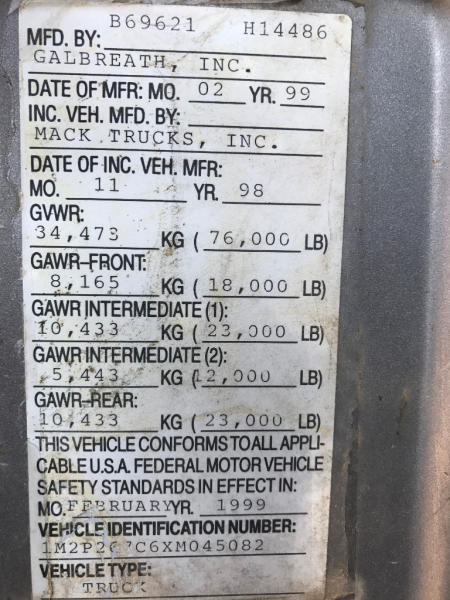 B69621 H14486
MFD. BY:
GALBREATH, INC.
DATE OF MFR: MO. 02 YR. 99
INC. VEH. MFD. BY:
MACK TRUCKS, INC.
DATE OF INC. VEH. MFR:
MO. 11 YR. 98
GVWR:
34,473 KG (76,000 LB)
GAWR-FRONT:
8,165 KG (18,000 LB)
GAWR INTERMEDIATE (1):
10,433 KG (23,000 LB)
GAWR INTERMEDIATE (2):
5,443 KG (12,000 LB)
GAWR-REAR:
10,433 KG (23,000 LB)
THIS VEHICLE CONFORMS TO ALL APPLI-
CABLE U.S.A. FEDERAL MOTOR VEHICLE
SAFETY STANDARDS IN EFFECT IN:
MO. FEBRUARY YR. 1999
VEHICLE IDENTIFICATION NUMBER:
1M2P267C6XM045082
VEHICLE TYPE:
TRUCK